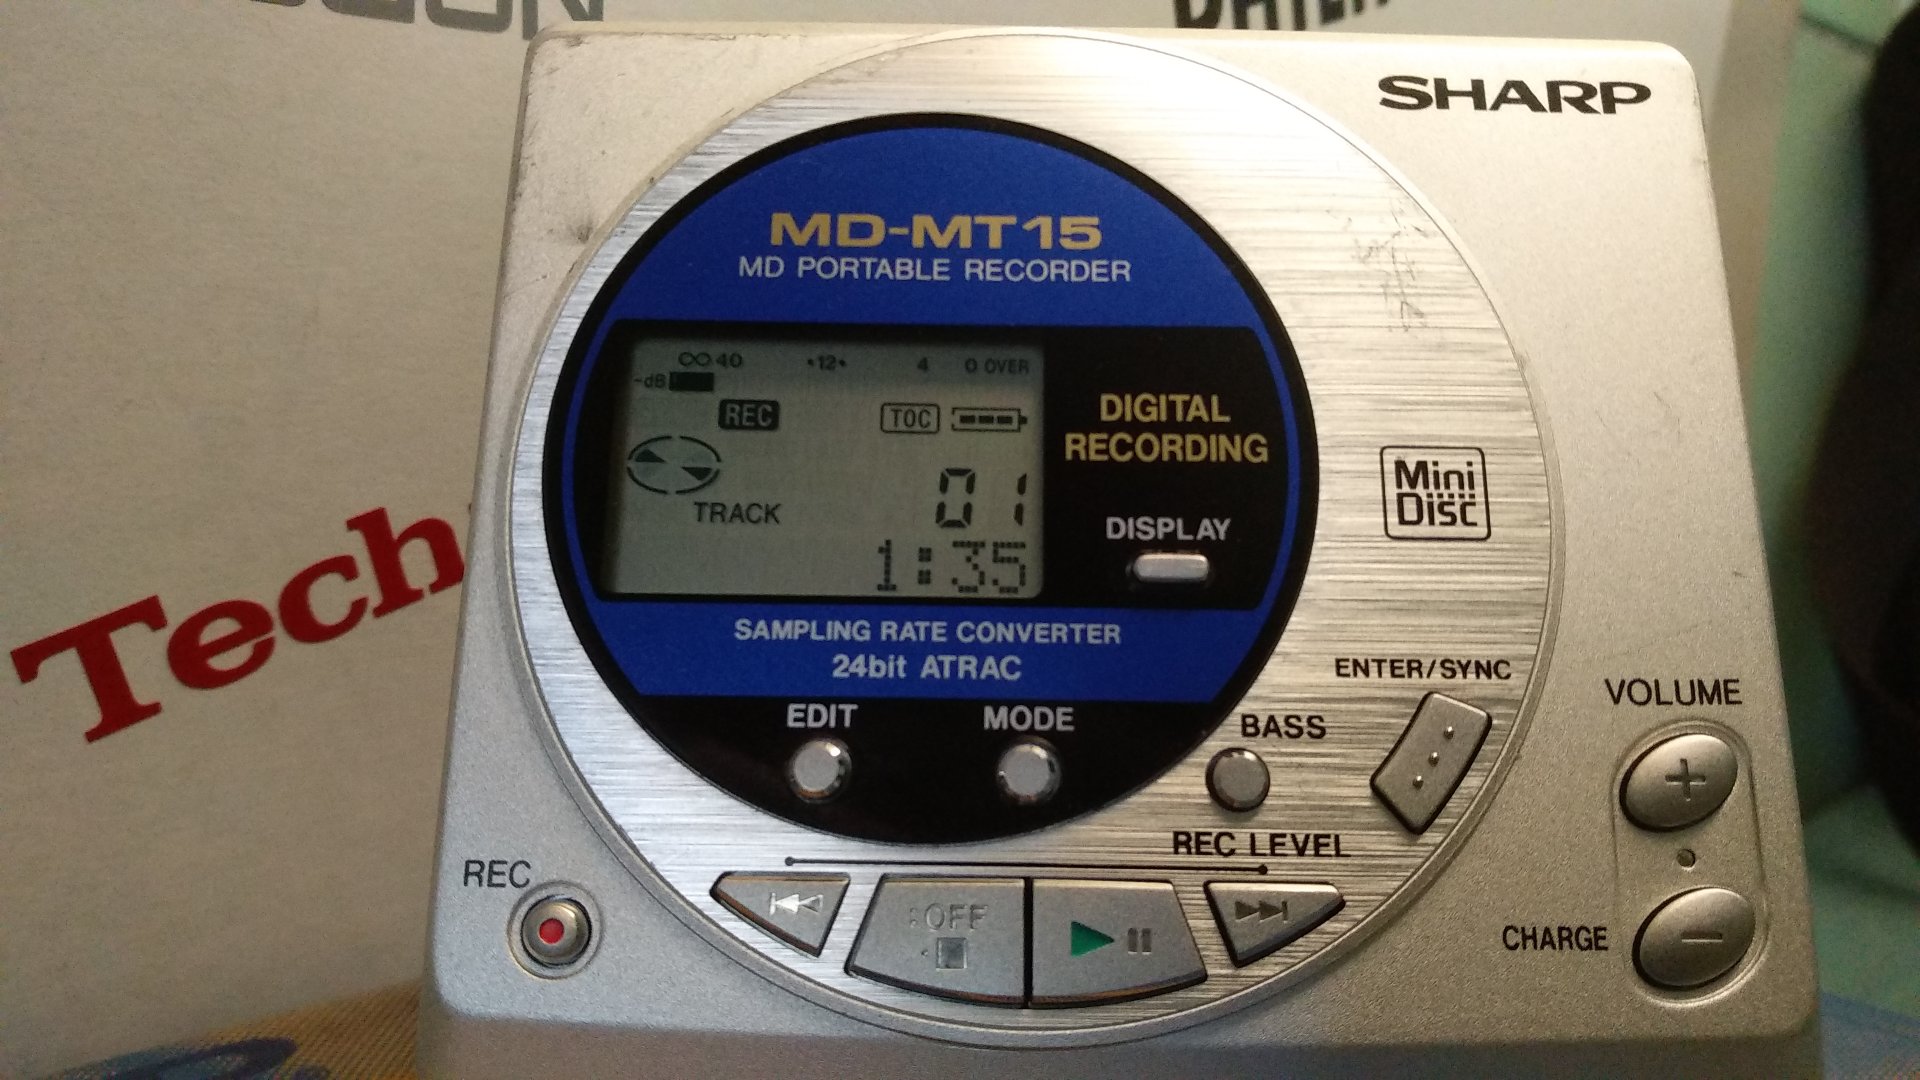 SHARP
MD-MT15
MD PORTABLE RECORDER
∞ 40 •12• 4 0 OVER
-dB
REC
TOC
01
TRACK
1:35
DIGITAL
RECORDING
DISPLAY
Mini
Disc
SAMPLING RATE CONVERTER
24bit ATRAC
EDIT
MODE
BASS
ENTER/SYNC
VOLUME
+
REC LEVEL
REC
:OFF
CHARGE
−
Tech